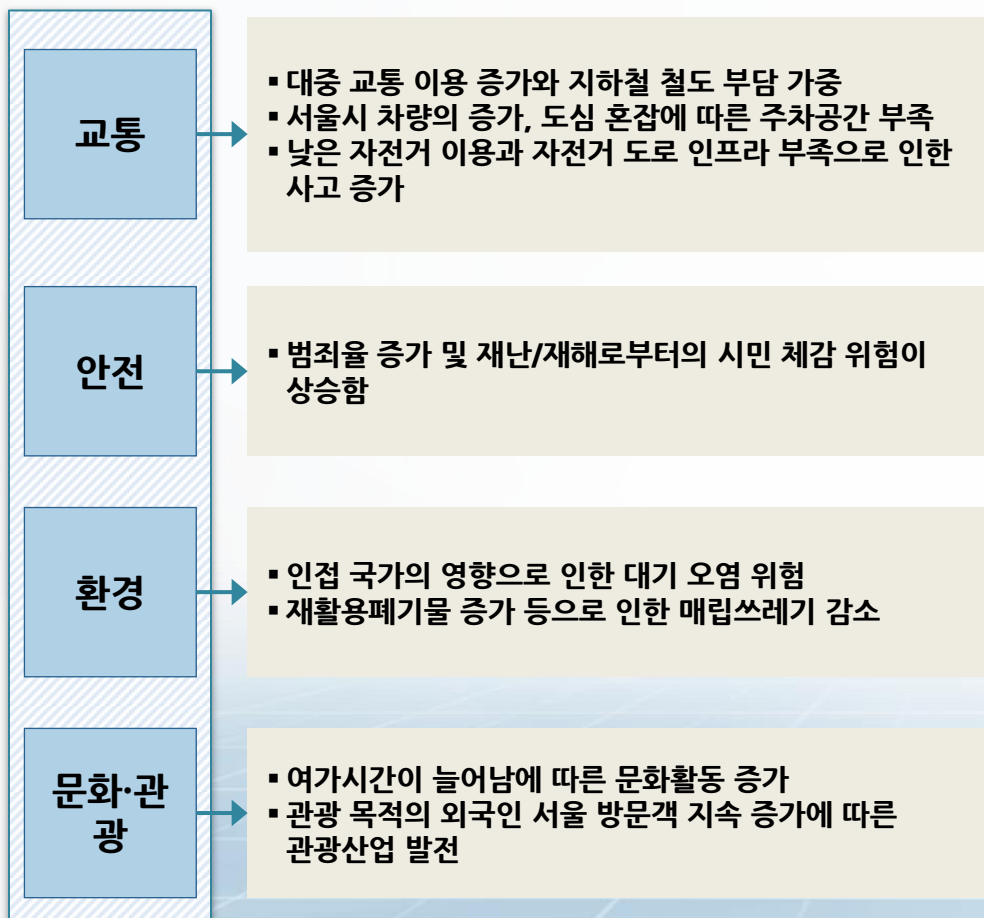 교통
▪ 대중 교통 이용 증가와 지하철 철도 부담 가중
▪ 서울시 차량의 증가, 도심 혼잡에 따른 주차공간 부족
▪ 낮은 자전거 이용과 자전거 도로 인프라 부족으로 인한
사고 증가
안전
▪ 범죄율 증가 및 재난/재해로부터의 시민 체감 위험이
상승함
환경
▪ 인접 국가의 영향으로 인한 대기 오염 위험
▪ 재활용폐기물 증가 등으로 인한 매립쓰레기 감소
문화·관
광
▪ 여가시간이 늘어남에 따른 문화활동 증가
▪ 관광 목적의 외국인 서울 방문객 지속 증가에 따른
관광산업 발전